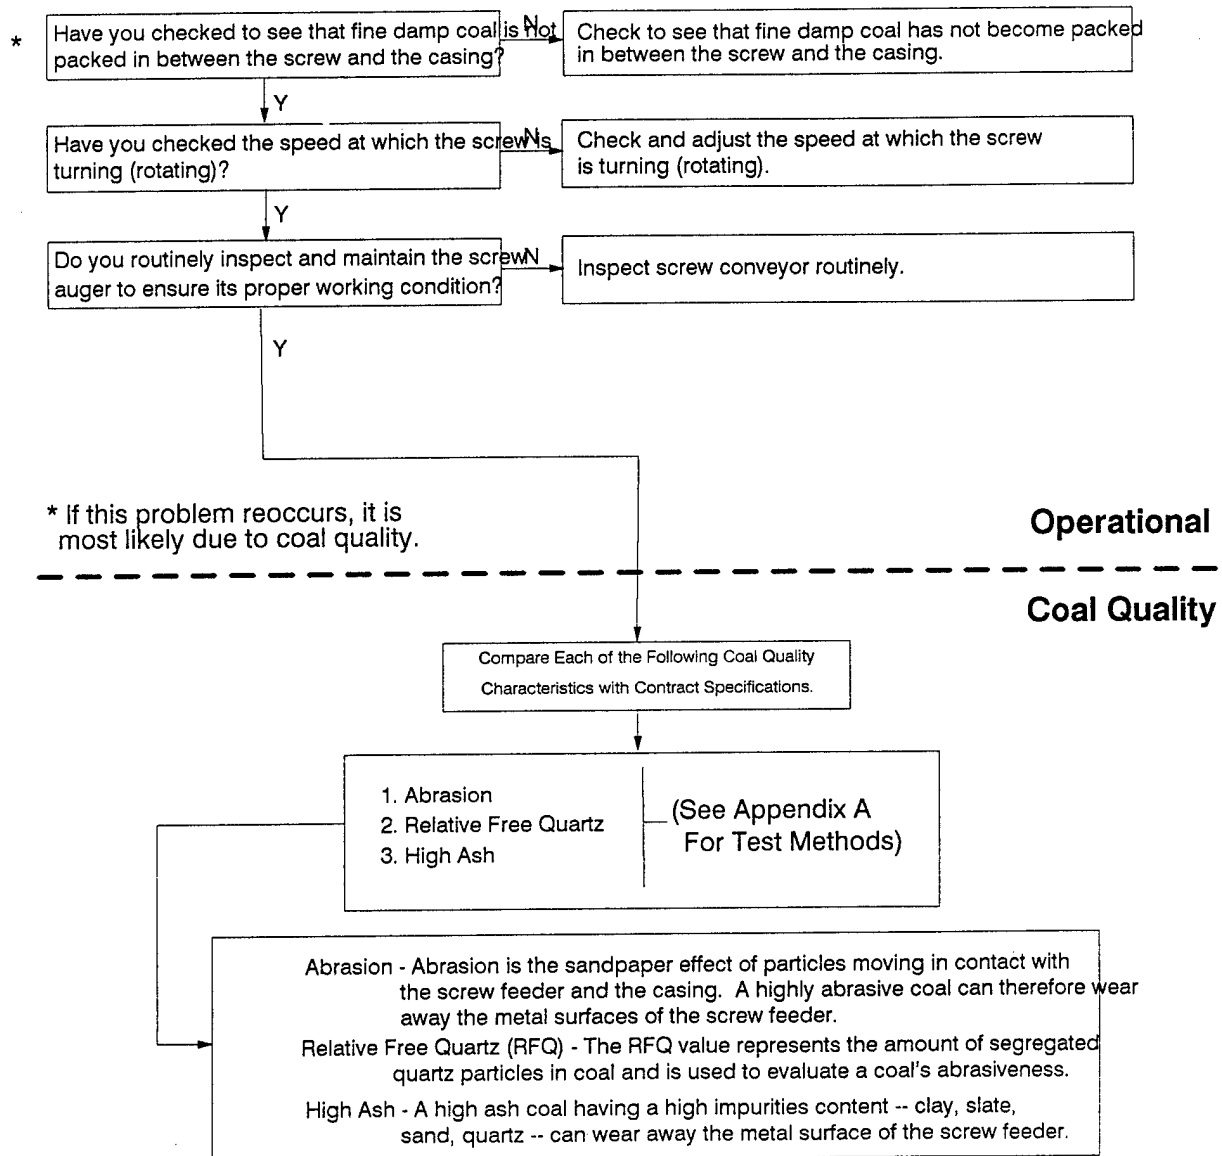 * Have you checked to see that fine damp coal is not
packed in between the screw and the casing?
N
Check to see that fine damp coal has not become packed
in between the screw and the casing.
Y
Have you checked the speed at which the screw is
turning (rotating)?
N
Check and adjust the speed at which the screw
is turning (rotating).
Y
Do you routinely inspect and maintain the screw
auger to ensure its proper working condition?
N
Inspect screw conveyor routinely.
Y
* If this problem reoccurs, it is
most likely due to coal quality.
Operational
Coal Quality
Compare Each of the Following Coal Quality
Characteristics with Contract Specifications.
1. Abrasion
2. Relative Free Quartz
3. High Ash
(See Appendix A
For Test Methods)
Abrasion - Abrasion is the sandpaper effect of particles moving in contact with
the screw feeder and the casing. A highly abrasive coal can therefore wear
away the metal surfaces of the screw feeder.
Relative Free Quartz (RFQ) - The RFQ value represents the amount of segregated
quartz particles in coal and is used to evaluate a coal's abrasiveness.
High Ash - A high ash coal having a high impurities content -- clay, slate,
sand, quartz -- can wear away the metal surface of the screw feeder.